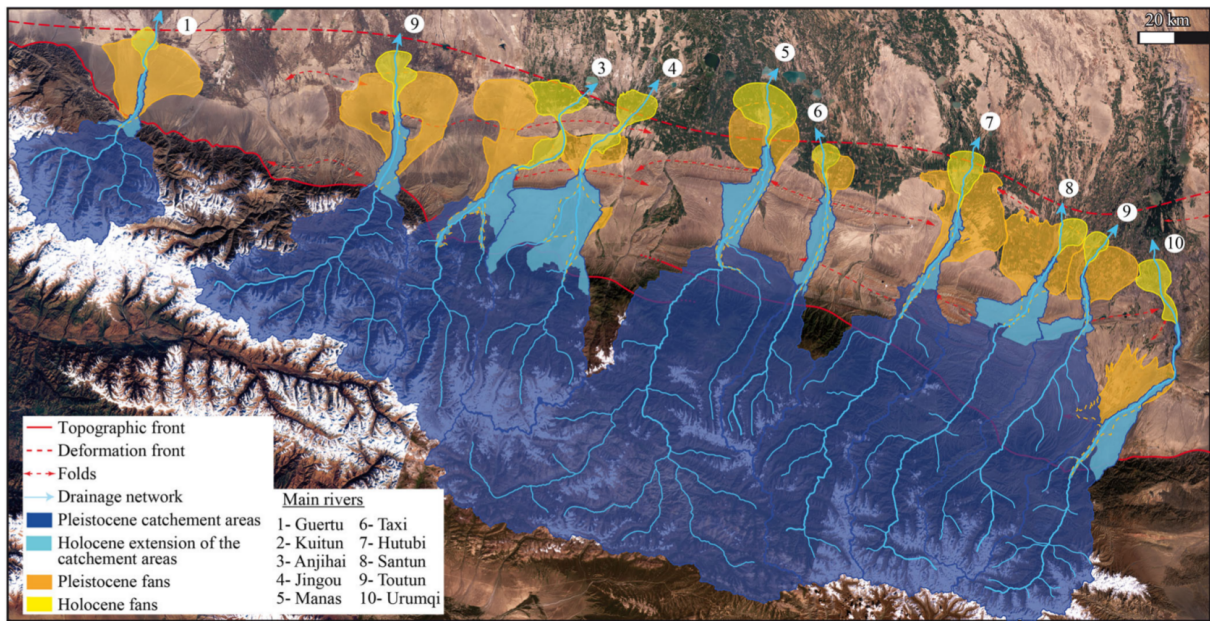 1
9
3
4
5
6
7
8
9
10
20 km
Topographic front
Deformation front
Folds
Drainage network
Pleistocene catchement areas
Holocene extension of the
catchement areas
Pleistocene fans
Holocene fans
Main rivers
1- Guertu
2- Kuitun
3- Anjihai
4- Jingou
5- Manas
6- Taxi
7- Hutubi
8- Santun
9- Toutun
10- Urumqi